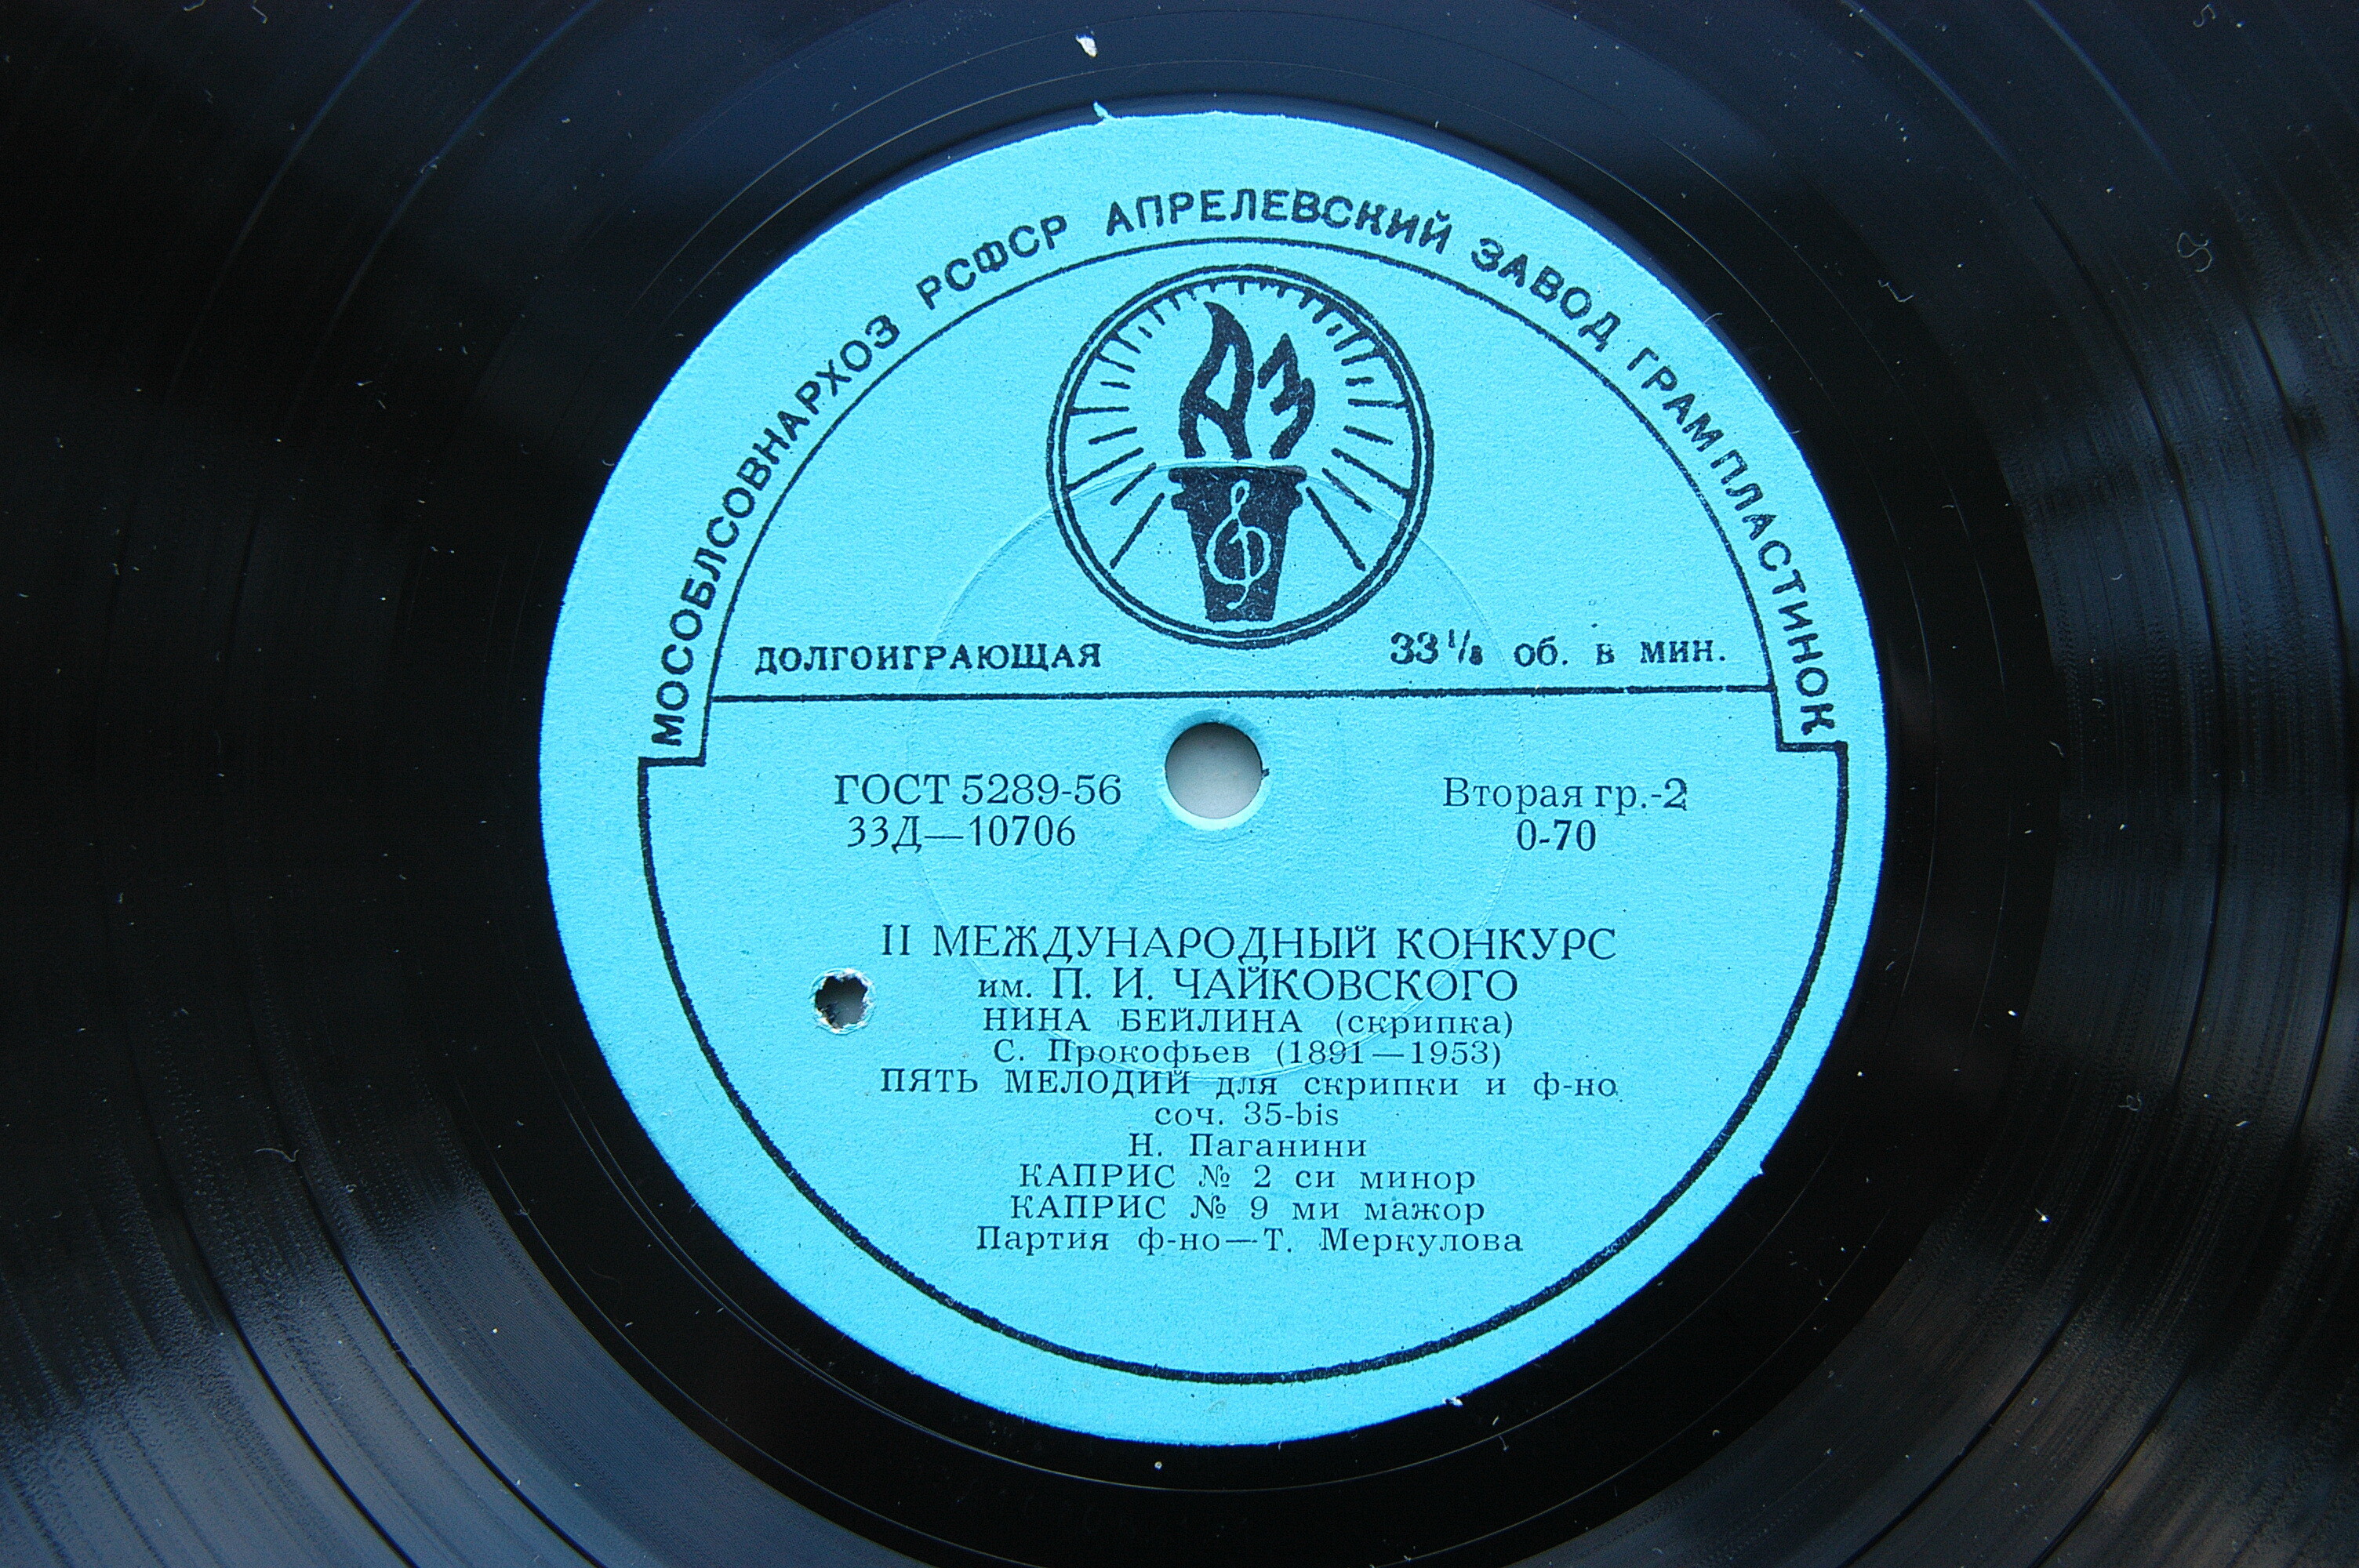 МОСОБЛСОВНАРХОЗ РСФСР АПРЕЛЕВСКИЙ ЗАВОД ГРАМПЛАСТИНОК
АЗ
ДОЛГОИГРАЮЩАЯ 33 1/3 об. в мин.
ГОСТ 5289-56 Вторая гр.-2
33Д—10706 0-70
II МЕЖДУНАРОДНЫЙ КОНКУРС
им. П. И. ЧАЙКОВСКОГО
НИНА БЕЙЛИНА (скрипка)
С. Прокофьев (1891—1953)
ПЯТЬ МЕЛОДИЙ для скрипки и ф-но
соч. 35-bis
Н. Паганини
КАПРИС № 2 си минор
КАПРИС № 9 ми мажор
Партия ф-но—Т. Меркулова